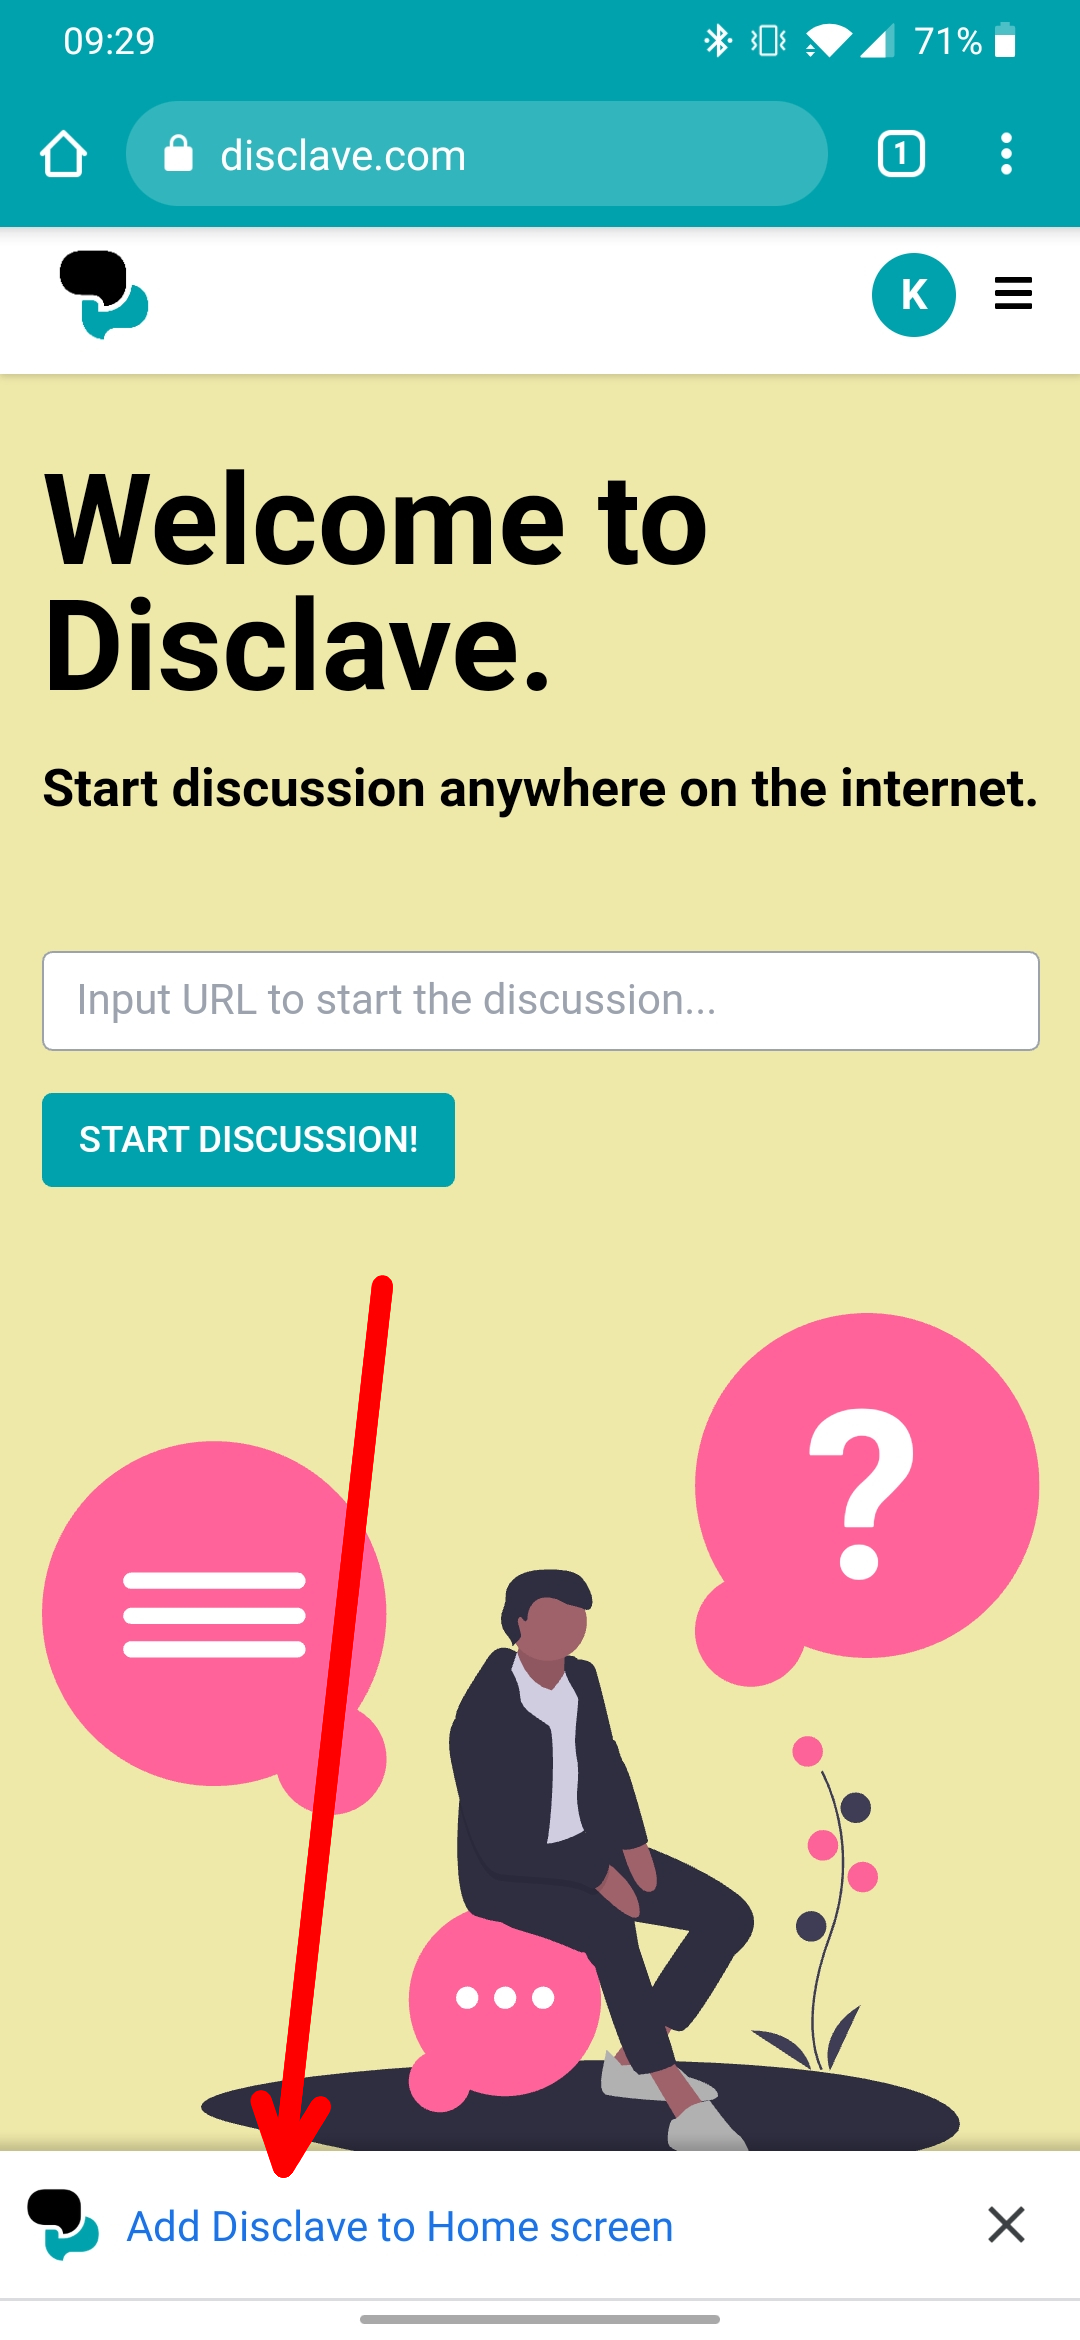 09:29
71%
disclave.com
1
K
Welcome to
Disclave.
Start discussion anywhere on the internet.
Input URL to start the discussion...
START DISCUSSION!
?
Add Disclave to Home screen